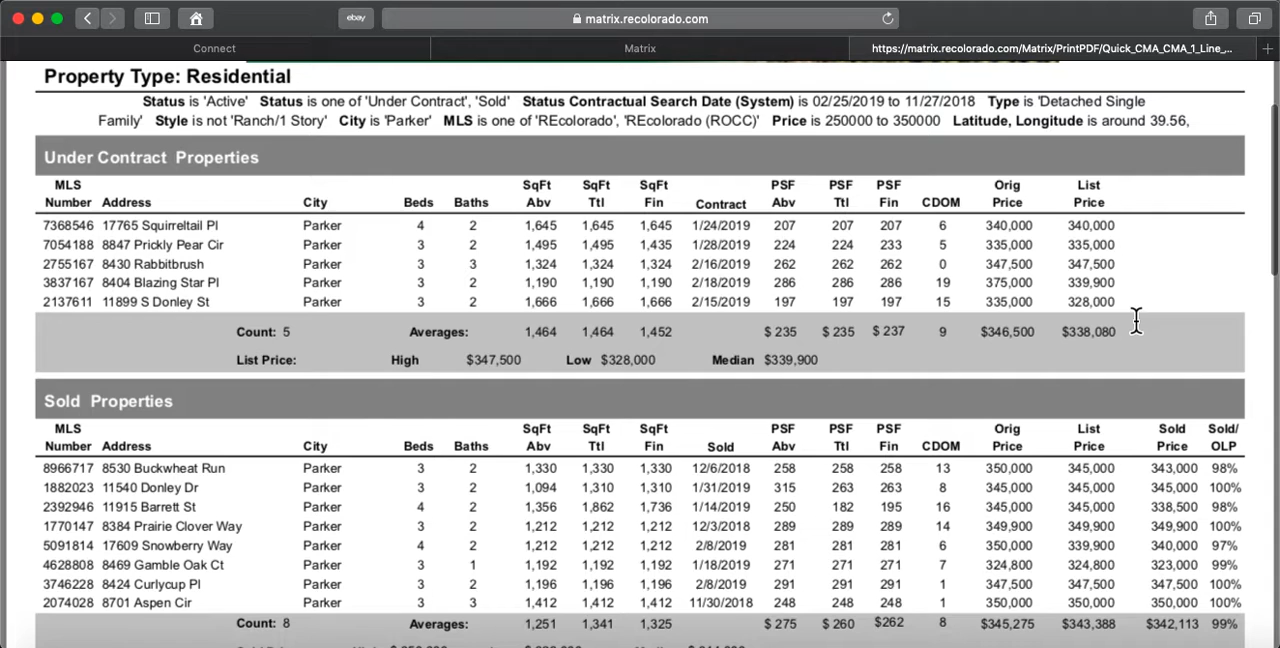 ebay
matrix.recolorado.com
Connect
Matrix
https://matrix.recolorado.com/Matrix/PrintPDF/Quick_CMA_CMA_1_Line_...
Property Type: Residential
Status is 'Active' Status is one of 'Under Contract', 'Sold' Status Contractual Search Date (System) is 02/25/2019 to 11/27/2018 Type is 'Detached Single
Family' Style is not 'Ranch/1 Story' City is 'Parker' MLS is one of 'REcolorado', 'REcolorado (ROCC)' Price is 250000 to 350000 Latitude, Longitude is around 39.56,
Under Contract Properties
MLS SqFt SqFt SqFt PSF PSF PSF Orig List
Number Address City Beds Baths Abv Ttl Fin Contract Abv Ttl Fin CDOM Price Price
7368546 17765 Squirreltail Pl Parker 4 2 1,645 1,645 1,645 1/24/2019 207 207 207 6 340,000 340,000
7054188 8847 Prickly Pear Cir Parker 3 2 1,495 1,495 1,435 1/28/2019 224 224 233 5 335,000 335,000
2755167 8430 Rabbitbrush Parker 3 3 1,324 1,324 1,324 2/16/2019 262 262 262 0 347,500 347,500
3837167 8404 Blazing Star Pl Parker 3 2 1,190 1,190 1,190 2/18/2019 286 286 286 19 375,000 339,900
2137611 11899 S Donley St Parker 3 2 1,666 1,666 1,666 2/15/2019 197 197 197 15 335,000 328,000
Count: 5 Averages: 1,464 1,464 1,452 $ 235 $ 235 $ 237 9 $346,500 $338,080
List Price: High $347,500 Low $328,000 Median $339,900
Sold Properties
MLS SqFt SqFt SqFt PSF PSF PSF Orig List Sold Sold/
Number Address City Beds Baths Abv Ttl Fin Sold Abv Ttl Fin CDOM Price Price Price OLP
8966717 8530 Buckwheat Run Parker 3 2 1,330 1,330 1,330 12/6/2018 258 258 258 13 350,000 345,000 343,000 98%
1882023 11540 Donley Dr Parker 3 2 1,094 1,310 1,310 1/31/2019 315 263 263 8 345,000 345,000 345,000 100%
2392946 11915 Barrett St Parker 4 2 1,356 1,862 1,736 1/14/2019 250 182 195 16 345,000 345,000 338,500 98%
1770147 8384 Prairie Clover Way Parker 3 2 1,212 1,212 1,212 12/3/2018 289 289 289 14 349,900 349,900 349,900 100%
5091814 17609 Snowberry Way Parker 4 2 1,212 1,212 1,212 2/8/2019 281 281 281 6 350,000 339,900 340,000 97%
4628808 8469 Gamble Oak Ct Parker 3 1 1,192 1,192 1,192 1/18/2019 271 271 271 7 324,800 324,800 323,000 99%
3746228 8424 Curlycup Pl Parker 3 2 1,196 1,196 1,196 2/8/2019 291 291 291 1 347,500 347,500 347,500 100%
2074028 8701 Aspen Cir Parker 3 3 1,412 1,412 1,412 11/30/2018 248 248 248 1 350,000 350,000 350,000 100%
Count: 8 Averages: 1,251 1,341 1,325 $ 275 $ 260 $262 8 $345,275 $343,388 $342,113 99%